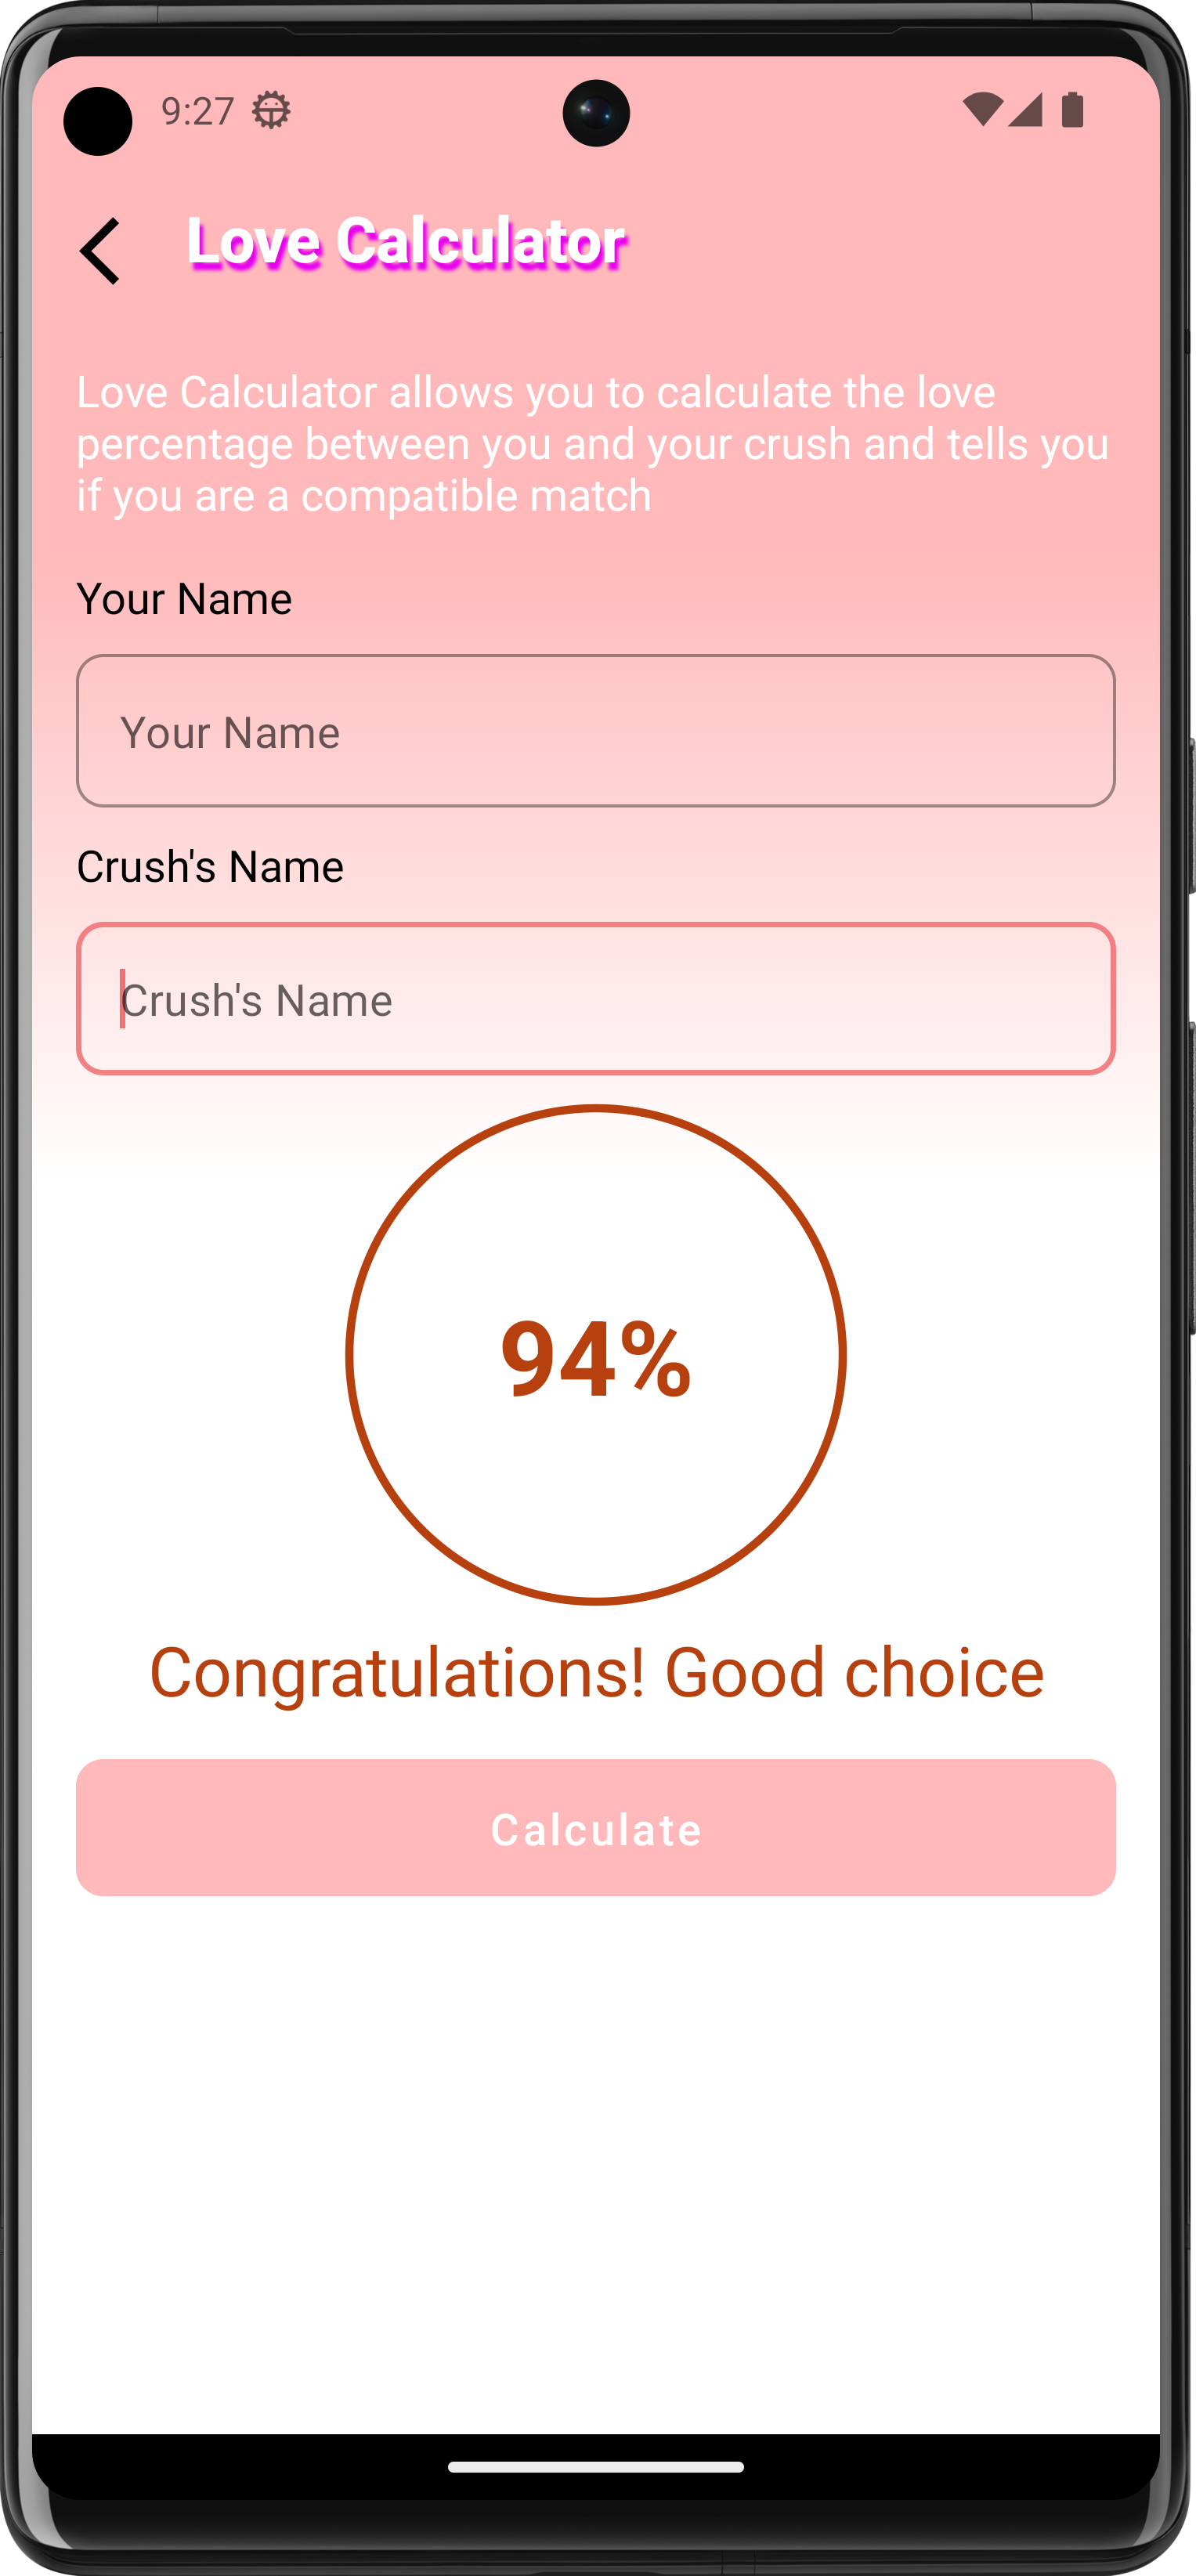 9:27
Love Calculator
Love Calculator allows you to calculate the love
percentage between you and your crush and tells you
if you are a compatible match
Your Name
Your Name
Crush's Name
Crush's Name
94%
Congratulations! Good choice
Calculate